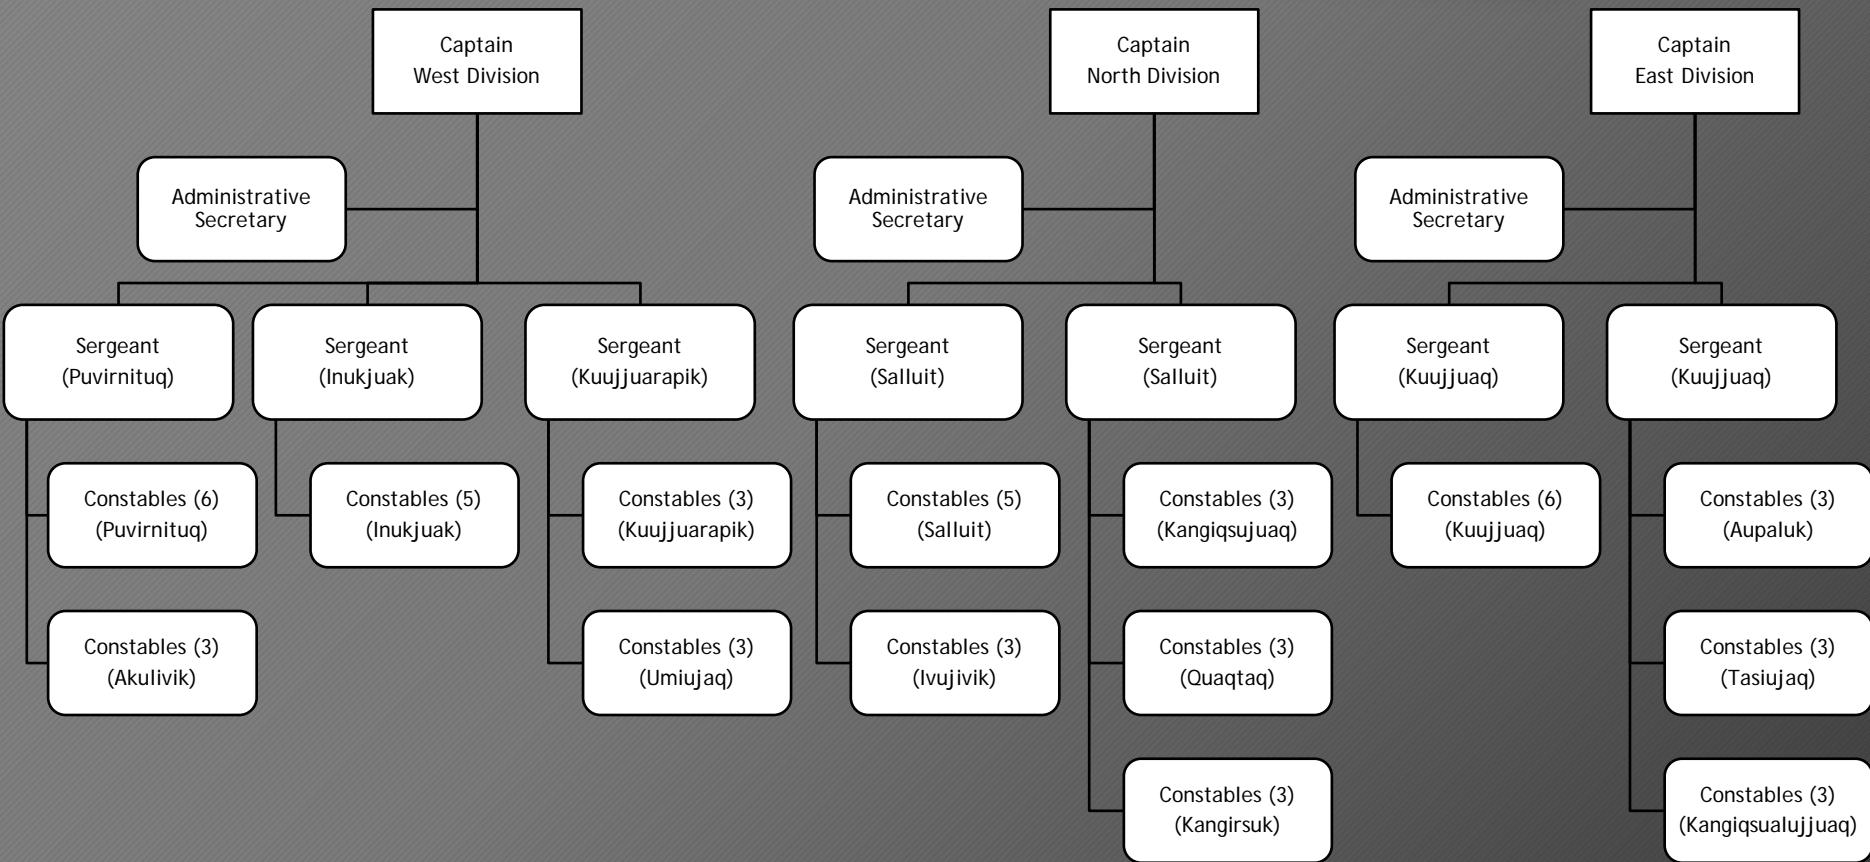 Captain
West Division
Captain
North Division
Captain
East Division
Administrative
Secretary
Administrative
Secretary
Administrative
Secretary
Sergeant
(Puvirnituq)
Sergeant
(Inukjuak)
Sergeant
(Kuujjuarapik)
Sergeant
(Salluit)
Sergeant
(Salluit)
Sergeant
(Kuujjuaq)
Sergeant
(Kuujjuaq)
Constables (6)
(Puvirnituq)
Constables (5)
(Inukjuak)
Constables (3)
(Kuujjuarapik)
Constables (5)
(Salluit)
Constables (3)
(Kangiqsujuaq)
Constables (6)
(Kuujjuaq)
Constables (3)
(Aupaluk)
Constables (3)
(Akulivik)
Constables (3)
(Umiujaq)
Constables (3)
(Ivujivik)
Constables (3)
(Quaqtaq)
Constables (3)
(Tasiujaq)
Constables (3)
(Kangirsuk)
Constables (3)
(Kangiqsualujjuaq)